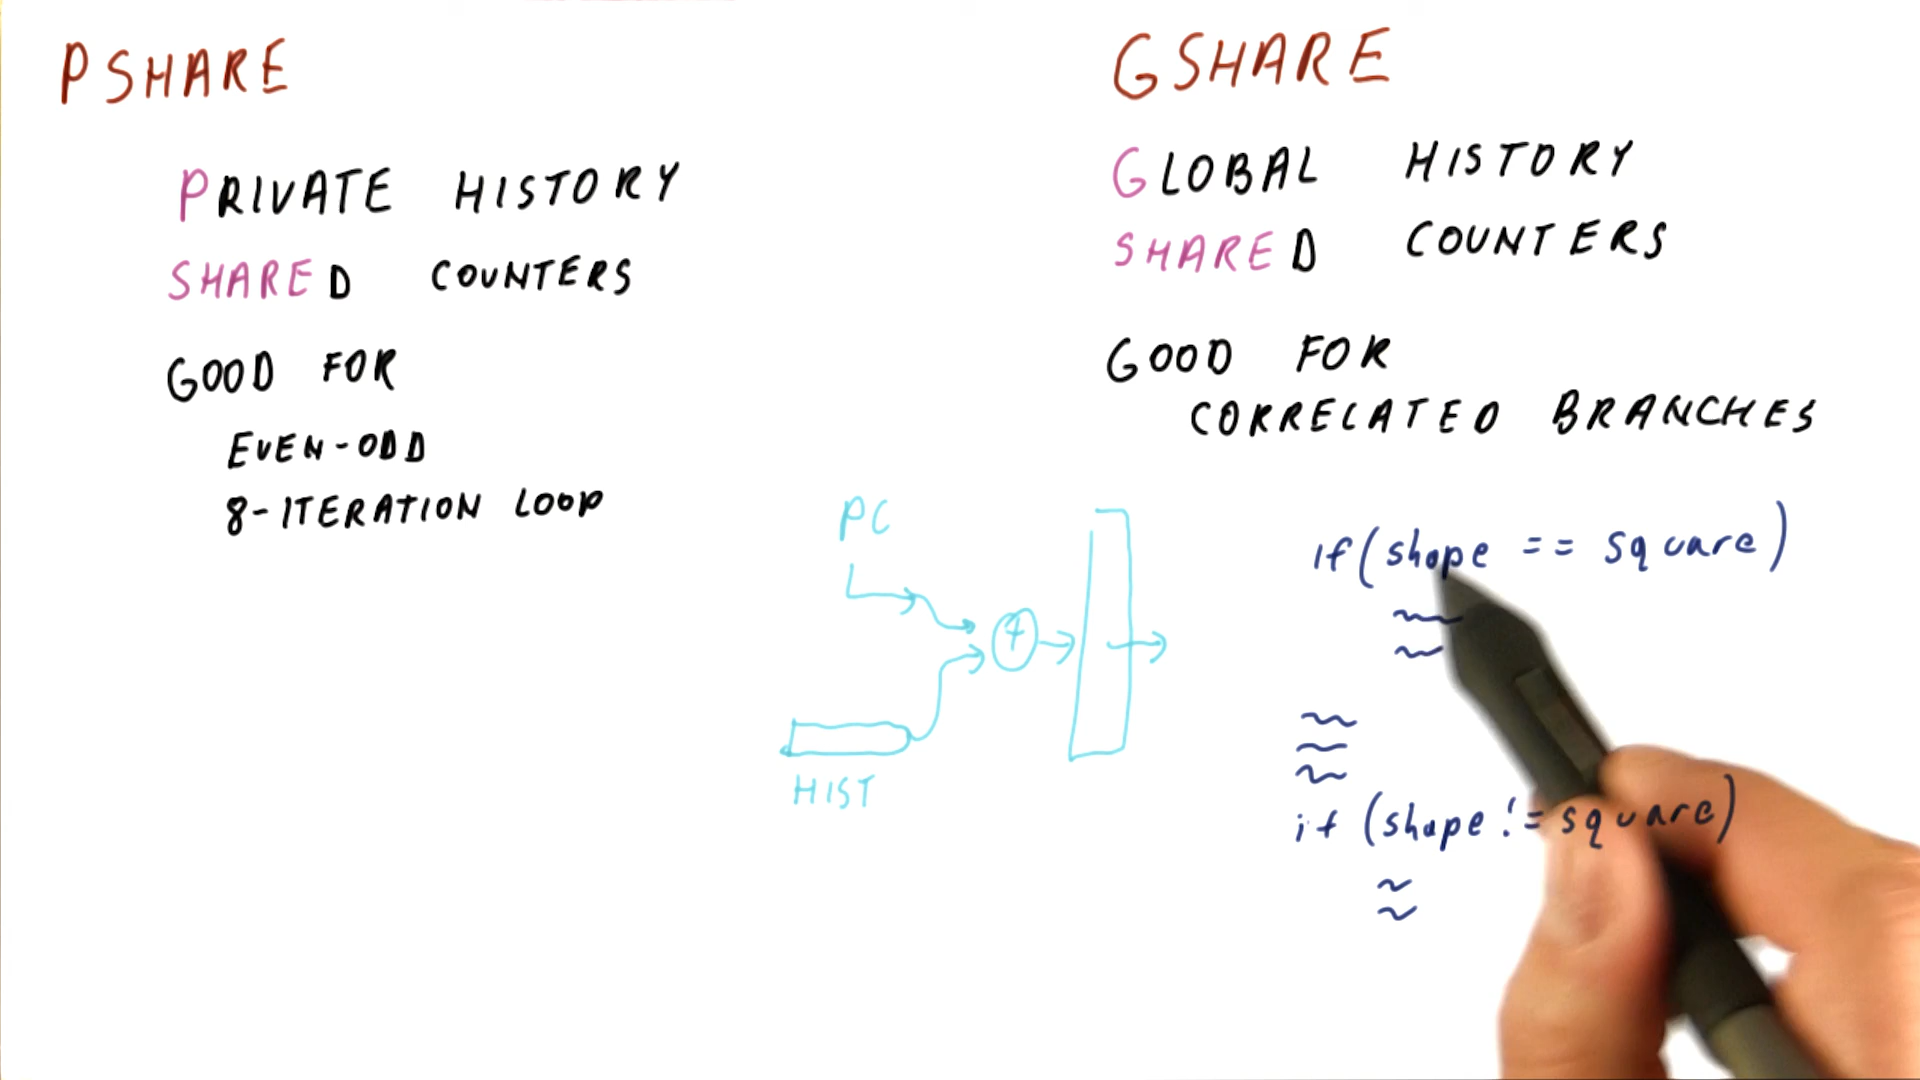 PSHARE
PRIVATE HISTORY
SHARED COUNTERS
GOOD FOR
EVEN-ODD
8-ITERATION LOOP
GSHARE
GLOBAL HISTORY
SHARED COUNTERS
GOOD FOR
CORRELATED BRANCHES
PC
+
HIST
if(shape == square)
if (shape != square)